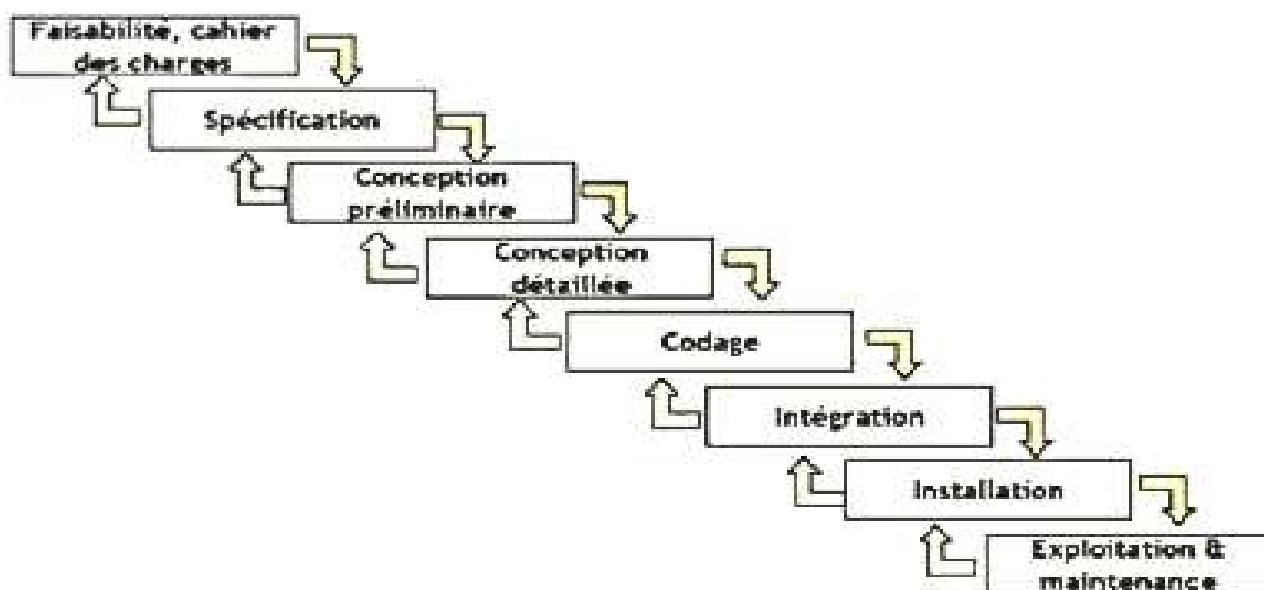 Faisabilité, cahier
des charges
Spécification
Conception
préliminaire
Conception
détaillée
Codage
Intégration
Installation
Exploitation &
maintenance